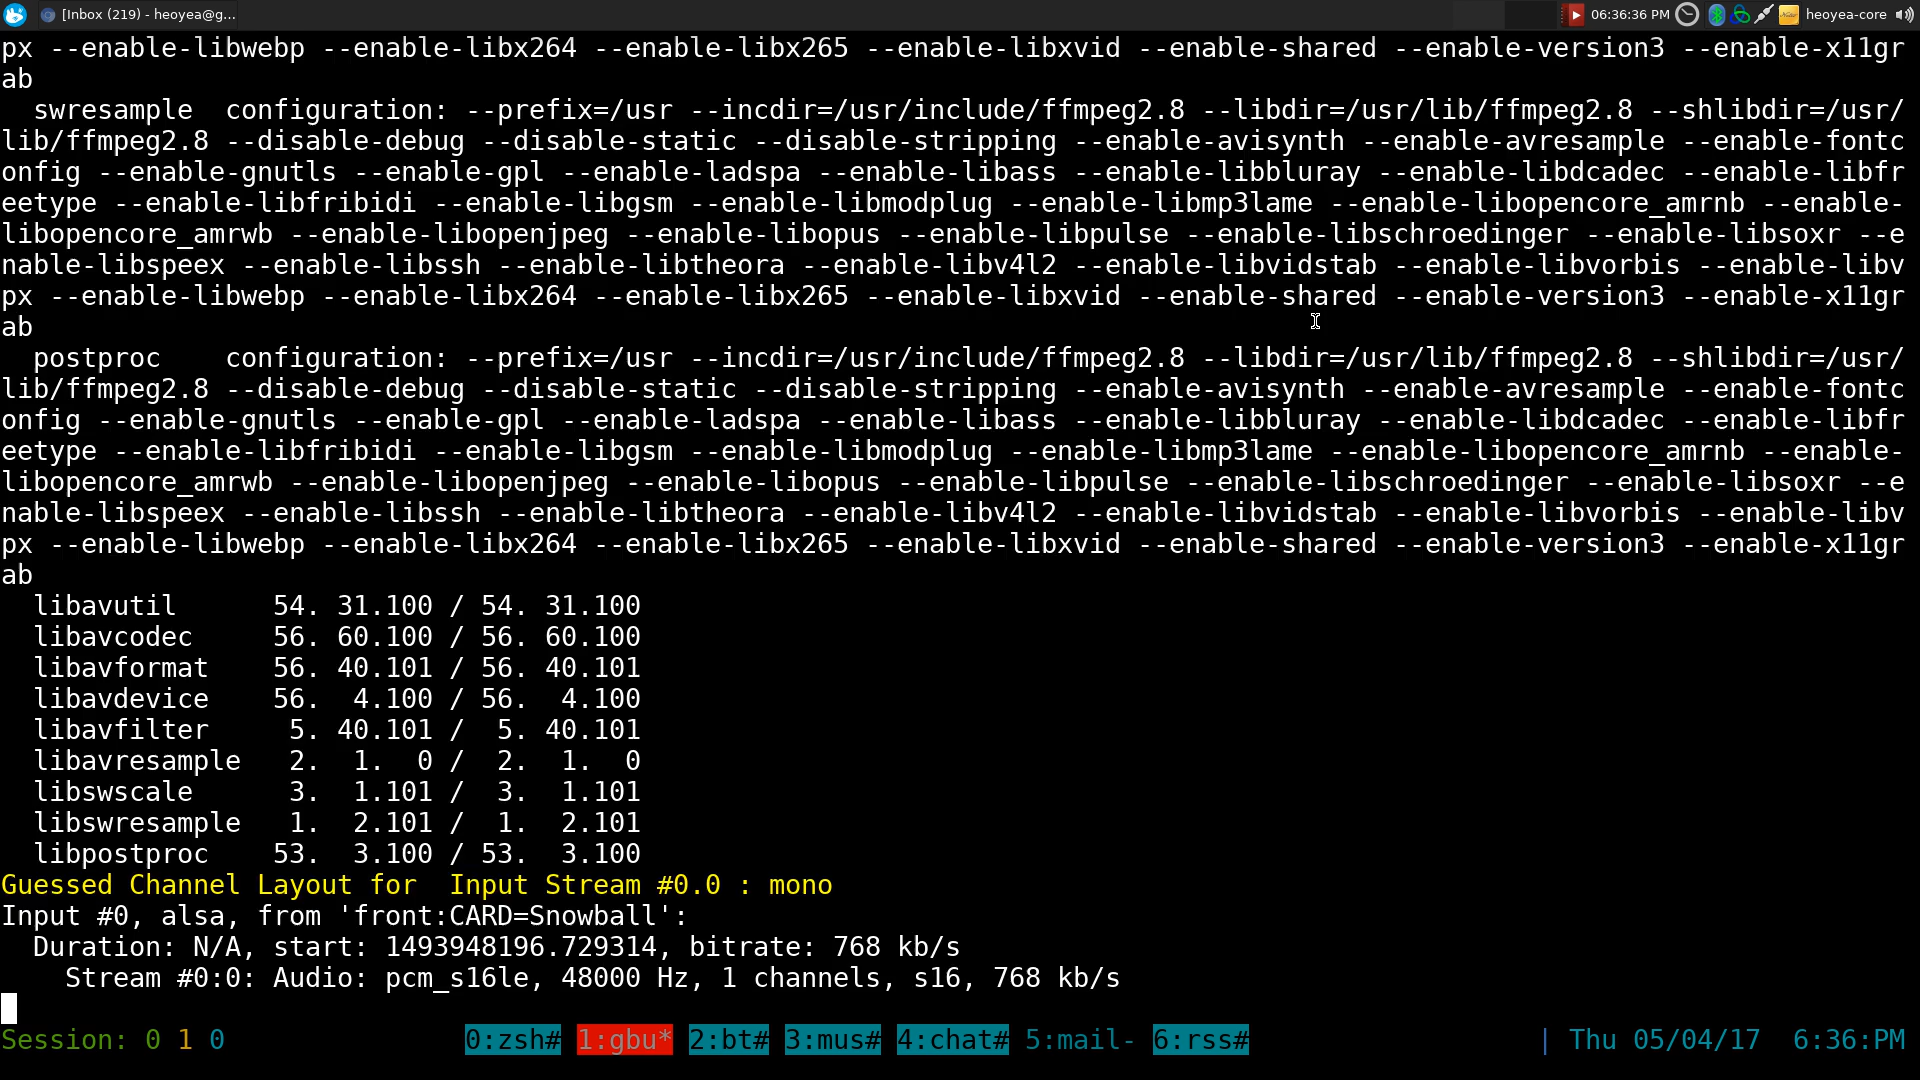 [Inbox (219) - heoyea@g... 06:36:36 PM heoyea-core
px --enable-libwebp --enable-libx264 --enable-libx265 --enable-libxvid --enable-shared --enable-version3 --enable-x11gr
ab
  swresample  configuration: --prefix=/usr --incdir=/usr/include/ffmpeg2.8 --libdir=/usr/lib/ffmpeg2.8 --shlibdir=/usr/
lib/ffmpeg2.8 --disable-debug --disable-static --disable-stripping --enable-avisynth --enable-avresample --enable-fontc
onfig --enable-gnutls --enable-gpl --enable-ladspa --enable-libass --enable-libbluray --enable-libdcadec --enable-libfr
eetype --enable-libfribidi --enable-libgsm --enable-libmodplug --enable-libmp3lame --enable-libopencore_amrnb --enable-
libopencore_amrwb --enable-libopenjpeg --enable-libopus --enable-libpulse --enable-libschroedinger --enable-libsoxr --e
nable-libspeex --enable-libssh --enable-libtheora --enable-libv4l2 --enable-libvidstab --enable-libvorbis --enable-libv
px --enable-libwebp --enable-libx264 --enable-libx265 --enable-libxvid --enable-shared --enable-version3 --enable-x11gr
ab
  postproc    configuration: --prefix=/usr --incdir=/usr/include/ffmpeg2.8 --libdir=/usr/lib/ffmpeg2.8 --shlibdir=/usr/
lib/ffmpeg2.8 --disable-debug --disable-static --disable-stripping --enable-avisynth --enable-avresample --enable-fontc
onfig --enable-gnutls --enable-gpl --enable-ladspa --enable-libass --enable-libbluray --enable-libdcadec --enable-libfr
eetype --enable-libfribidi --enable-libgsm --enable-libmodplug --enable-libmp3lame --enable-libopencore_amrnb --enable-
libopencore_amrwb --enable-libopenjpeg --enable-libopus --enable-libpulse --enable-libschroedinger --enable-libsoxr --e
nable-libspeex --enable-libssh --enable-libtheora --enable-libv4l2 --enable-libvidstab --enable-libvorbis --enable-libv
px --enable-libwebp --enable-libx264 --enable-libx265 --enable-libxvid --enable-shared --enable-version3 --enable-x11gr
ab
  libavutil      54. 31.100 / 54. 31.100
  libavcodec     56. 60.100 / 56. 60.100
  libavformat    56. 40.101 / 56. 40.101
  libavdevice    56.  4.100 / 56.  4.100
  libavfilter     5. 40.101 /  5. 40.101
  libavresample   2.  1.  0 /  2.  1.  0
  libswscale      3.  1.101 /  3.  1.101
  libswresample   1.  2.101 /  1.  2.101
  libpostproc    53.  3.100 / 53.  3.100
Guessed Channel Layout for  Input Stream #0.0 : mono
Input #0, alsa, from 'front:CARD=Snowball':
  Duration: N/A, start: 1493948196.729314, bitrate: 768 kb/s
    Stream #0:0: Audio: pcm_s16le, 48000 Hz, 1 channels, s16, 768 kb/s
Session: 0 1 0 0:zsh# 1:gbu* 2:bt# 3:mus# 4:chat# 5:mail- 6:rss# | Thu 05/04/17  6:36:PM